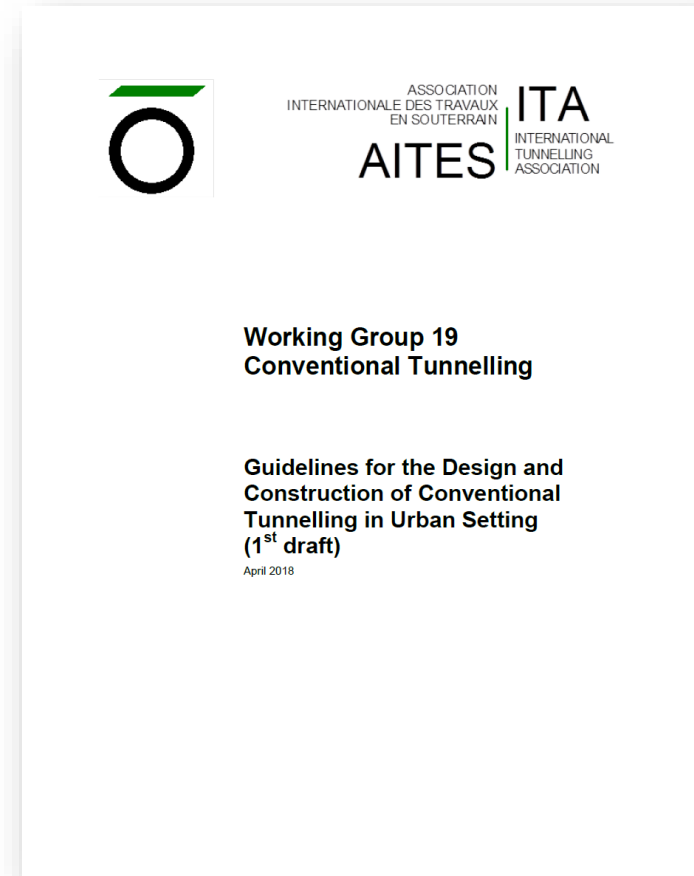 ASSOCIATION
INTERNATIONALE DES TRAVAUX
EN SOUTERRAIN
AITES
ITA
INTERNATIONAL
TUNNELLING
ASSOCIATION
Working Group 19
Conventional Tunnelling
Guidelines for the Design and
Construction of Conventional
Tunnelling in Urban Setting
(1st draft)
April 2018